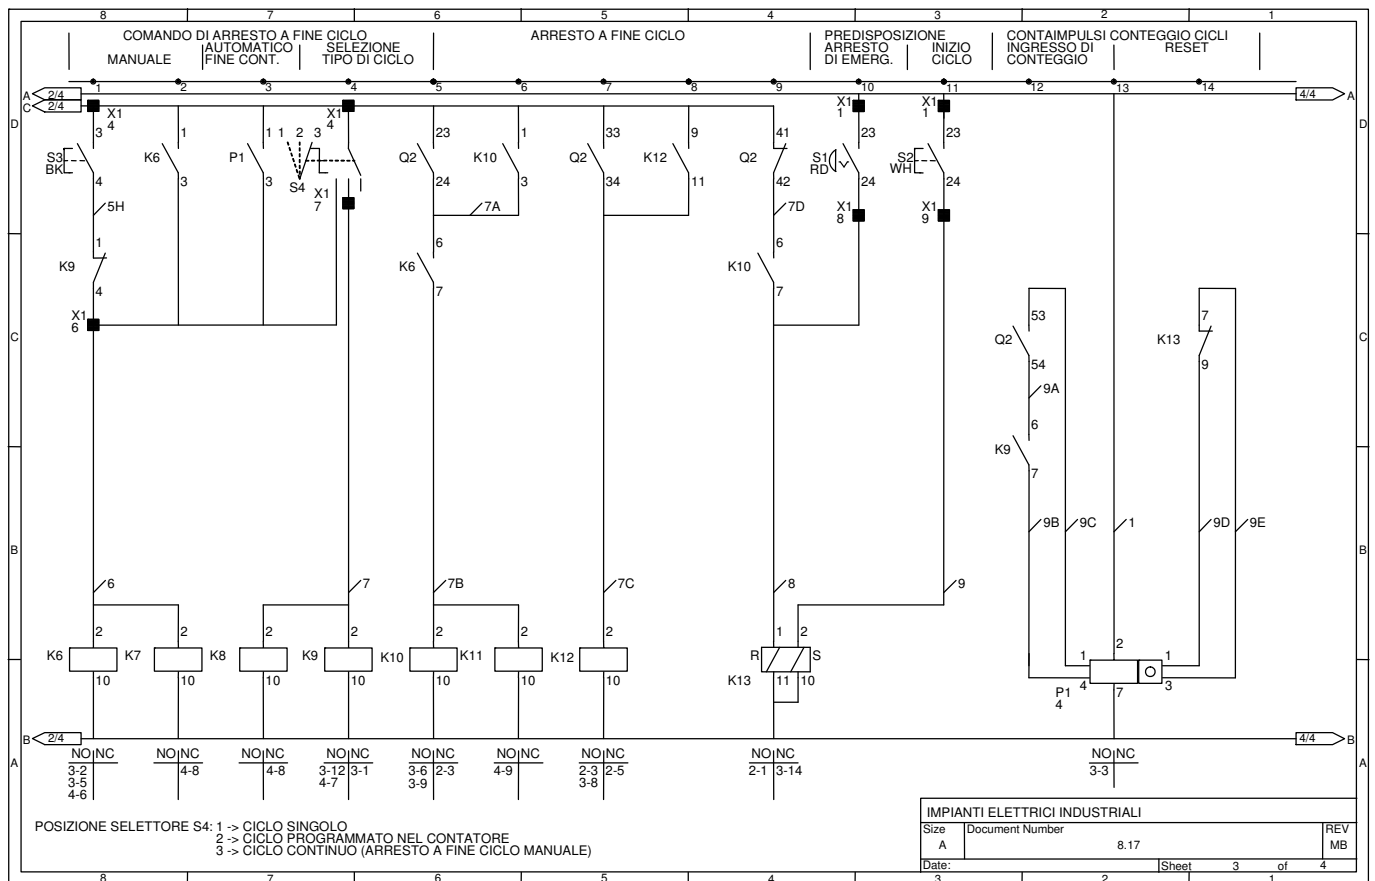 8 7 6 5 4 3 2 1
COMANDO DI ARRESTO A FINE CICLO
ARRESTO A FINE CICLO
PREDISPOSIZIONE
CONTAIMPULSI CONTEGGIO CICLI
MANUALE
AUTOMATICO
FINE CONT.
SELEZIONE
TIPO DI CICLO
ARRESTO
DI EMERG.
INIZIO
CICLO
INGRESSO DI
CONTEGGIO
RESET
1 2 3 4 5 6 7 8 9 10 11 12 13 14
A 2/4 4/4 A
C 2/4
D D
X1
4
X1
4
X1
1
X1
1
3 1 1 1 2 3 23 1 33 9 41 23 23
S3
BK
K6 P1 S4 Q2 K10 Q2 K12 Q2
S1
RD
S2
WH
4 3 3 24 3 34 11 42 24 24
X1
7
5H 7A 7D
X1
8
X1
9
1 6 6
K9 K6 K10
4 7 7
X1
6
C C
53 7
Q2 K13
54 9
9A
6
K9
7
9B 9C 1 9D 9E
B B
6 7 7B 7C 8 9
2 2 2 2 2 2 2 1 2 2
K6 K7 K8 K9 K10 K11 K12 R S
10 10 10 10 10 10 10 K13 11 10
1 1
P1
4
4 7 3
B 2/4 4/4 B
A A
NO NC NO NC NO NC NO NC NO NC NO NC NO NC NO NC NO NC
3-2 4-8 4-8 3-12 3-1 3-6 2-3 4-9 2-3 2-5 2-1 3-14 3-3
3-5 4-7 3-9 3-8
4-6
POSIZIONE SELETTORE S4: 1 -> CICLO SINGOLO
2 -> CICLO PROGRAMMATO NEL CONTATORE
3 -> CICLO CONTINUO (ARRESTO A FINE CICLO MANUALE)
IMPIANTI ELETTRICI INDUSTRIALI
Size Document Number REV
A 8.17 MB
Date: Sheet 3 of 4
8 7 6 5 4 3 2 1